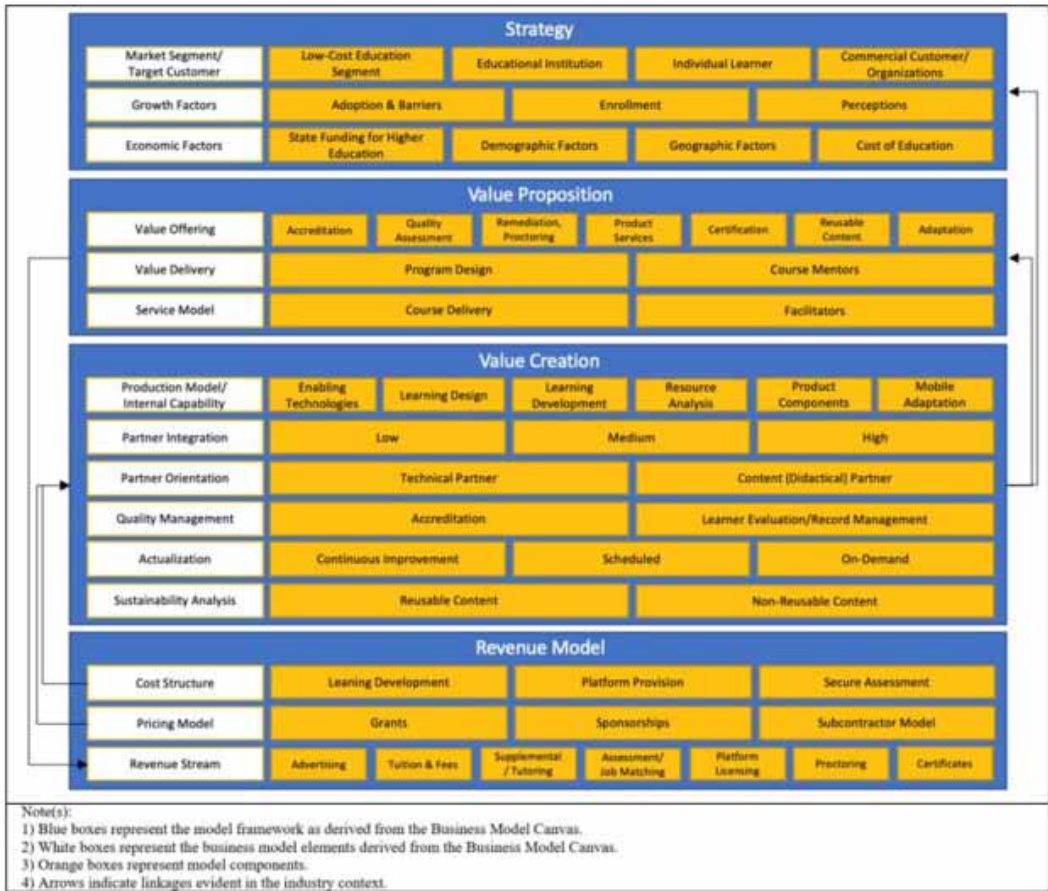 Strategy
Market Segment/
Target Customer
Low-Cost Education
Segment
Educational Institution
Individual Learner
Commercial Customer/
Organizations
Growth Factors
Adoption & Barriers
Enrollment
Perceptions
Economic Factors
State Funding for Higher
Education
Demographic Factors
Geographic Factors
Cost of Education
Value Proposition
Value Offering
Accreditation
Quality
Assessment
Remediation,
Proctoring
Product
Services
Certification
Reusable
Content
Adaptation
Value Delivery
Program Design
Course Mentors
Service Model
Course Delivery
Facilitators
Value Creation
Production Model/
Internal Capability
Enabling
Technologies
Learning Design
Learning
Development
Resource
Analysis
Product
Components
Mobile
Adaptation
Partner Integration
Low
Medium
High
Partner Orientation
Technical Partner
Content (Didactical) Partner
Quality Management
Accreditation
Learner Evaluation/Record Management
Actualization
Continuous Improvement
Scheduled
On-Demand
Sustainability Analysis
Reusable Content
Non-Reusable Content
Revenue Model
Cost Structure
Leaning Development
Platform Provision
Secure Assessment
Pricing Model
Grants
Sponsorships
Subcontractor Model
Revenue Stream
Advertising
Tuition & Fees
Supplemental
/ Tutoring
Assessment/
Job Matching
Platform
Licensing
Proctoring
Certificates
Note(s):
1) Blue boxes represent the model framework as derived from the Business Model Canvas.
2) White boxes represent the business model elements derived from the Business Model Canvas.
3) Orange boxes represent model components.
4) Arrows indicate linkages evident in the industry context.